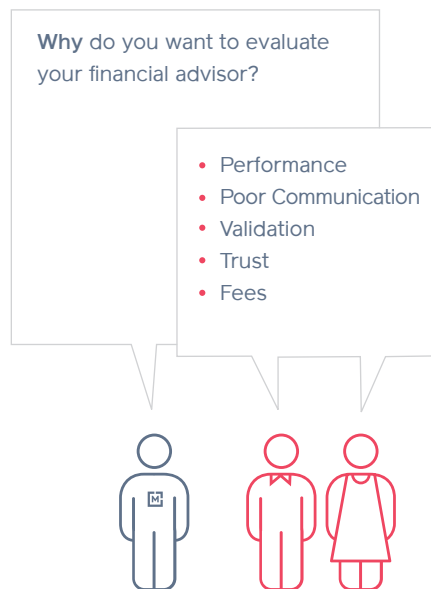 Why do you want to evaluate
your financial advisor?
• Performance
• Poor Communication
• Validation
• Trust
• Fees
M